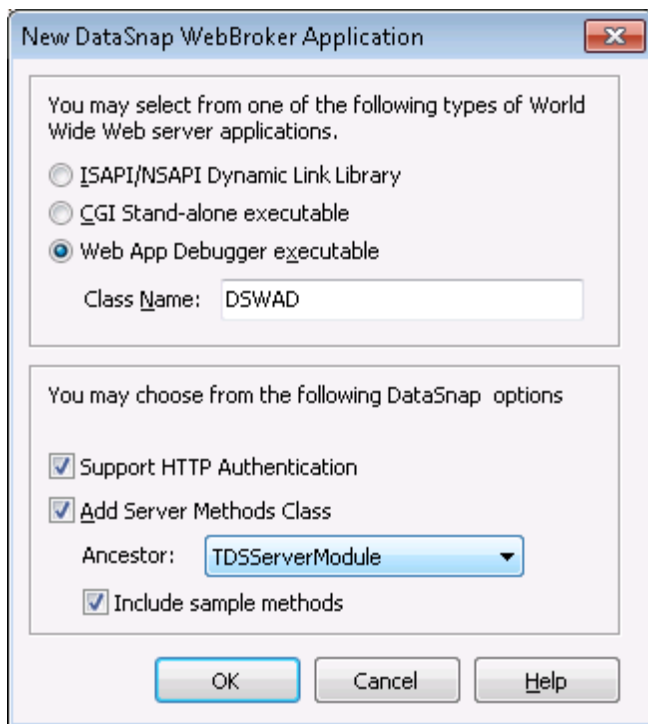 New DataSnap WebBroker Application
You may select from one of the following types of World
Wide Web server applications.
ISAPI/NSAPI Dynamic Link Library
CGI Stand-alone executable
Web App Debugger executable
Class Name: DSWAD
You may choose from the following DataSnap options
Support HTTP Authentication
Add Server Methods Class
Ancestor: TDSServerModule
Include sample methods
OK Cancel Help